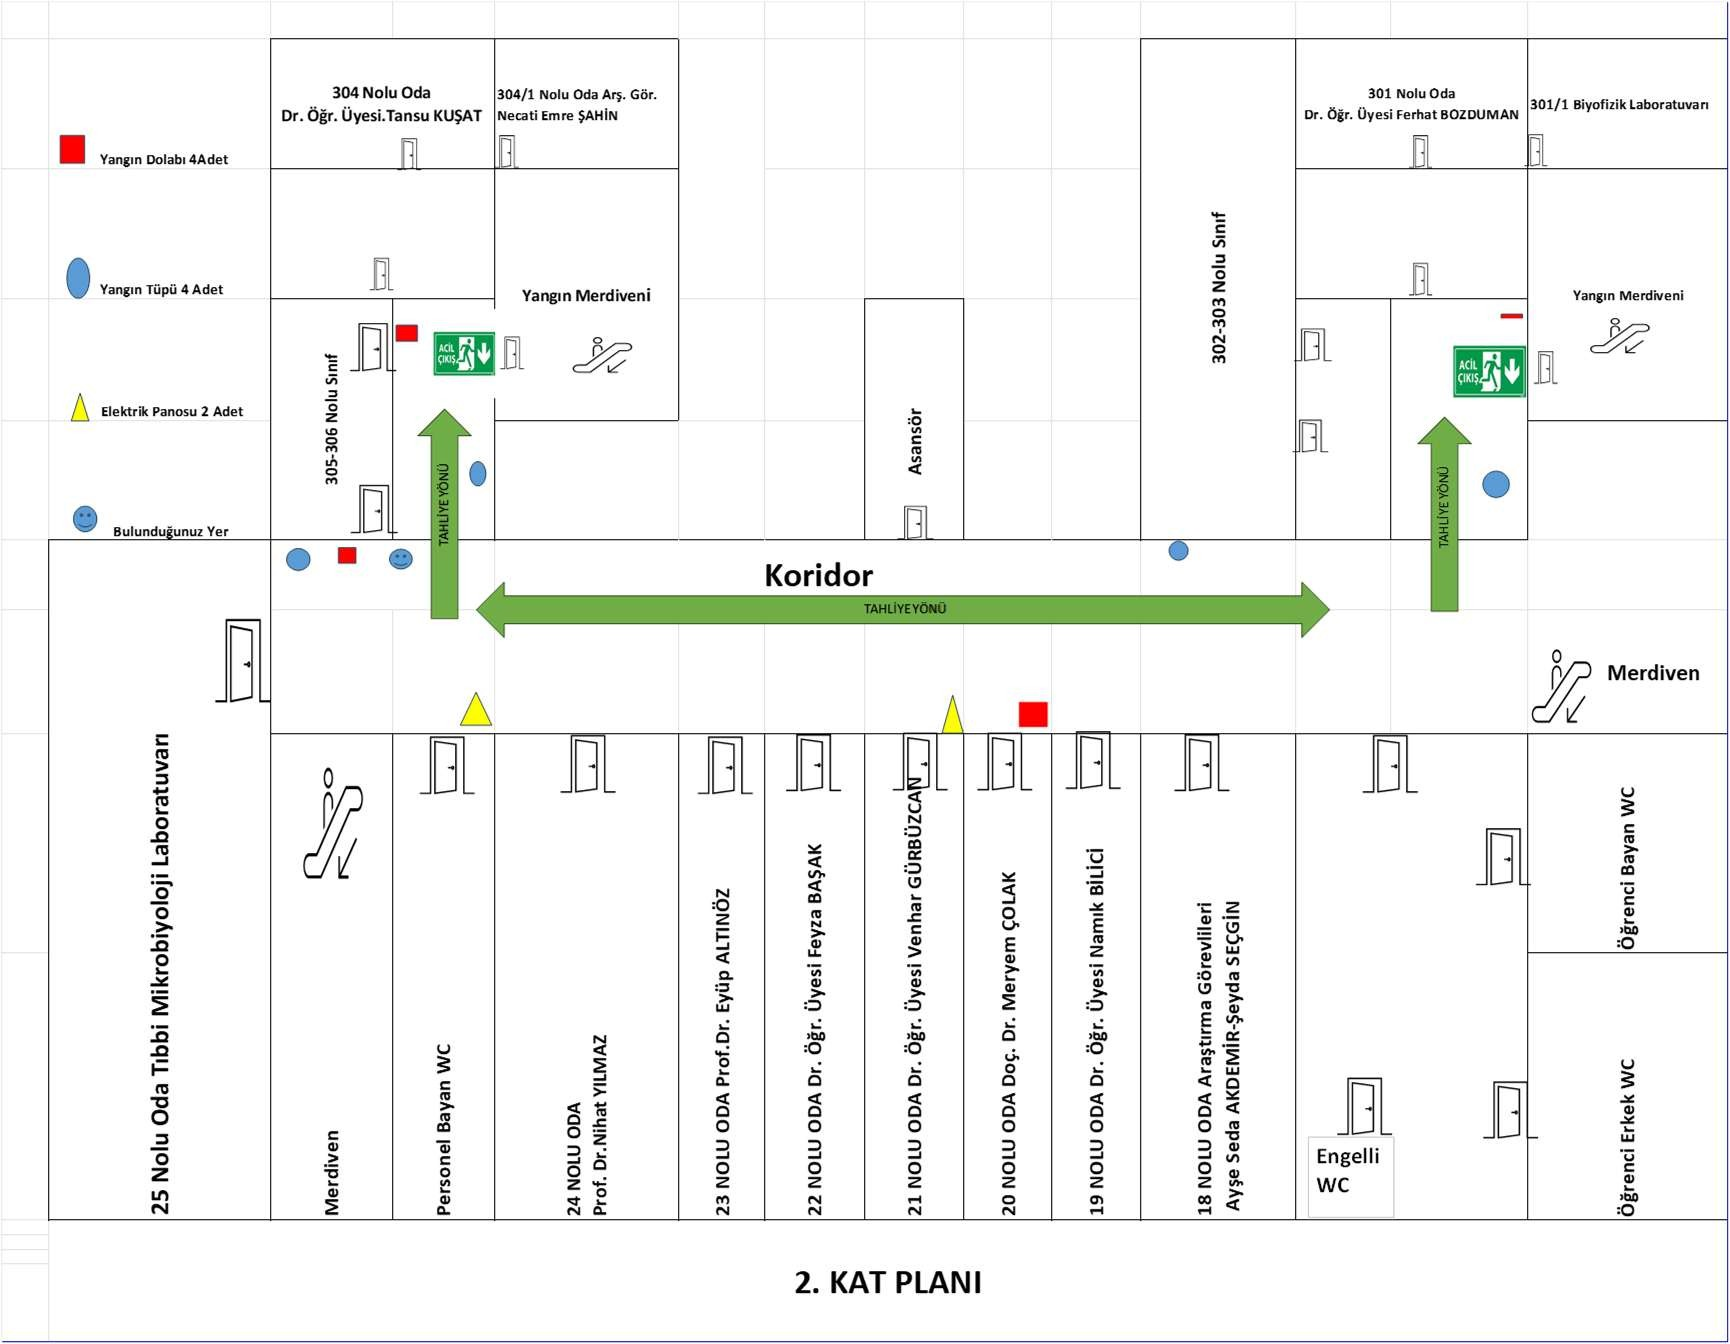 304 Nolu Oda
Dr. Öğr. Üyesi.Tansu KUŞAT
304/1 Nolu Oda Arş. Gör.
Necati Emre ŞAHİN
301 Nolu Oda
Dr. Öğr. Üyesi Ferhat BOZDUMAN
301/1 Biyofizik Laboratuvarı
Yangın Dolabı 4Adet
Yangın Tüpü 4 Adet
Elektrik Panosu 2 Adet
Bulunduğunuz Yer
305-306 Nolu Sınıf
ACİL
ÇIKIŞ
Yangın Merdiveni
TAHLİYE YÖNÜ
Asansör
302-303 Nolu Sınıf
Yangın Merdiveni
ACİL
ÇIKIŞ
TAHLİYE YÖNÜ
Koridor
TAHLİYE YÖNÜ
Merdiven
25 Nolu Oda Tıbbi Mikrobiyoloji Laboratuvarı
Merdiven
Personel Bayan WC
24 NOLU ODA
Prof. Dr.Nihat YILMAZ
23 NOLU ODA Prof.Dr. Eyüp ALTINÖZ
22 NOLU ODA Dr. Öğr. Üyesi Feyza BAŞAK
21 NOLU ODA Dr. Öğr. Üyesi Venhar GÜRBÜZCAN
20 NOLU ODA Doç. Dr. Meryem ÇOLAK
19 NOLU ODA Dr. Öğr. Üyesi Namık BİLİCİ
18 NOLU ODA Araştırma Görevlileri
Ayşe Seda AKDEMİR-Şeyda SEÇGİN
Engelli
WC
Öğrenci Bayan WC
Öğrenci Erkek WC
2. KAT PLANI